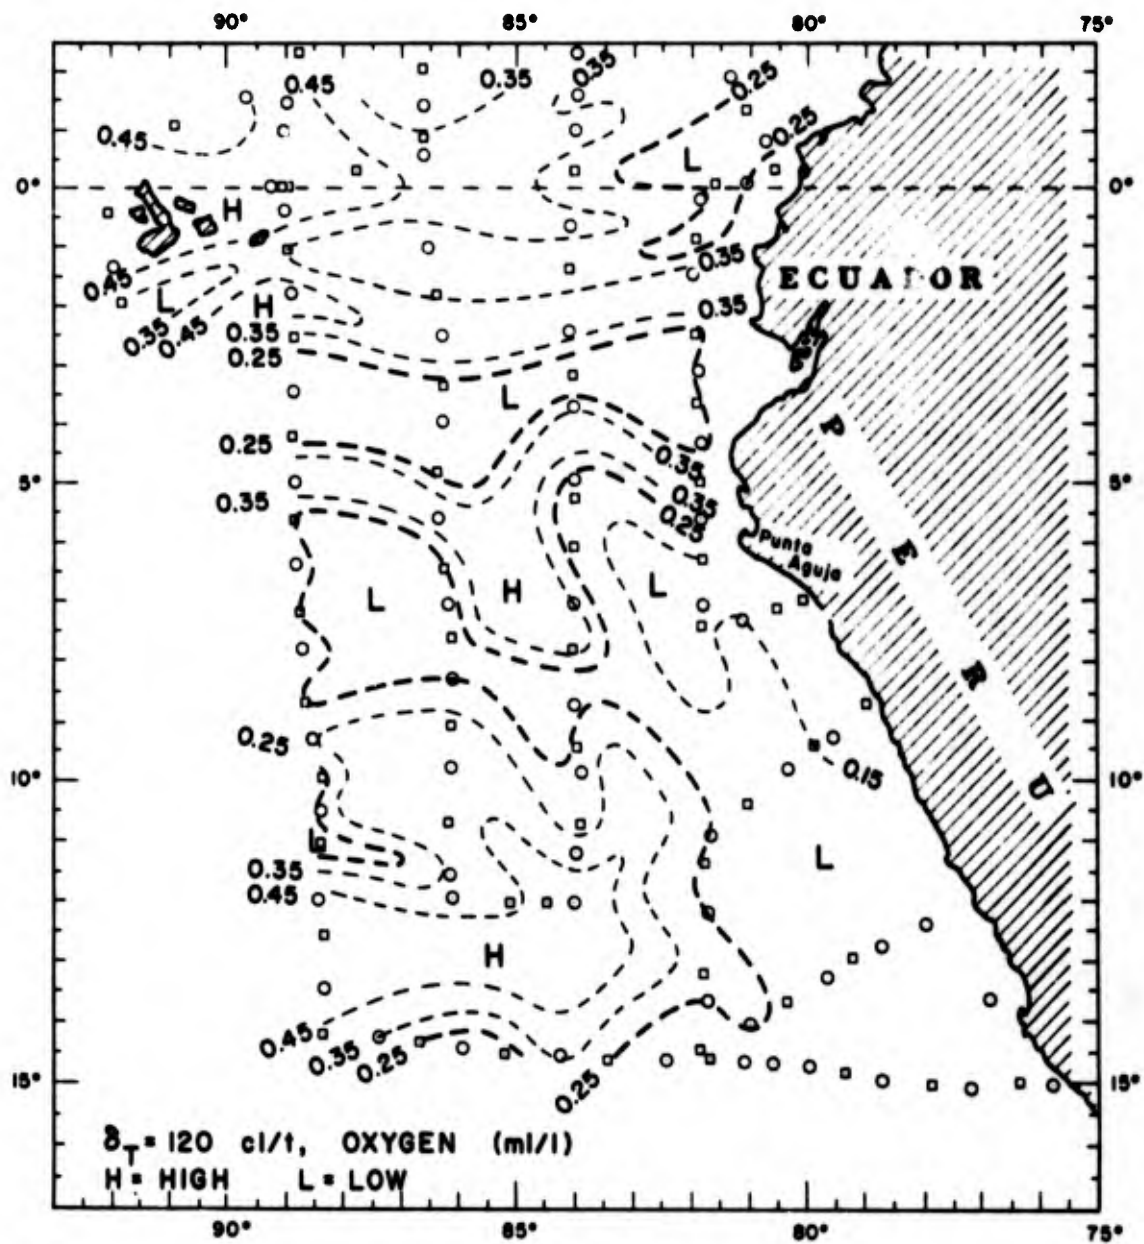 90° 85° 80° 75°
0.45 0.35 0.35 0.25
0.45 0.25
L
0° 0°
H
0.45 0.35
ECUADOR
L H 0.35
0.35 0.45 0.35
0.25
L
P
0.25 0.35
5° 0.35 5°
0.35 0.25
Punta
Aguja
E
L H L
R
0.25
10° 0.15 U 10°
L L
0.35
0.45
H
0.45
0.35
0.25 0.25
15° 15°
δT = 120 cl/t, OXYGEN (ml/l)
H = HIGH L = LOW
90° 85° 80° 75°